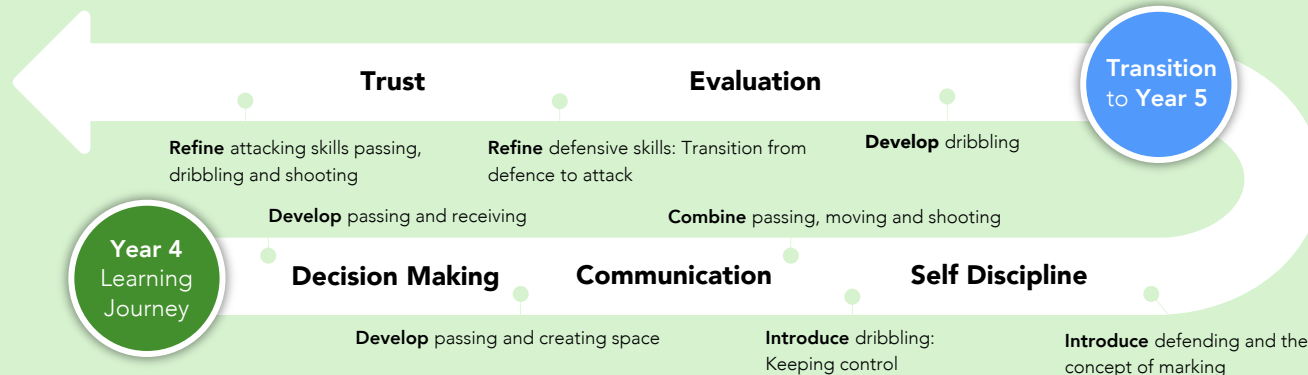 Trust
Evaluation
Transition
to Year 5
Refine attacking skills passing,
dribbling and shooting
Refine defensive skills: Transition from
defence to attack
Develop dribbling
Develop passing and receiving
Combine passing, moving and shooting
Year 4
Learning
Journey
Decision Making
Communication
Self Discipline
Develop passing and creating space
Introduce dribbling:
Keeping control
Introduce defending and the
concept of marking